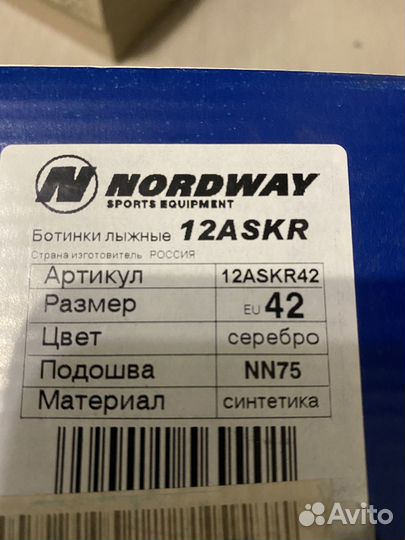 NORDWAY
SPORTS EQUIPMENT
Ботинки лыжные 12ASKR
Страна изготовитель РОССИЯ
Артикул 12ASKR42
Размер EU 42
Цвет серебро
Подошва NN75
Материал синтетика
Avito